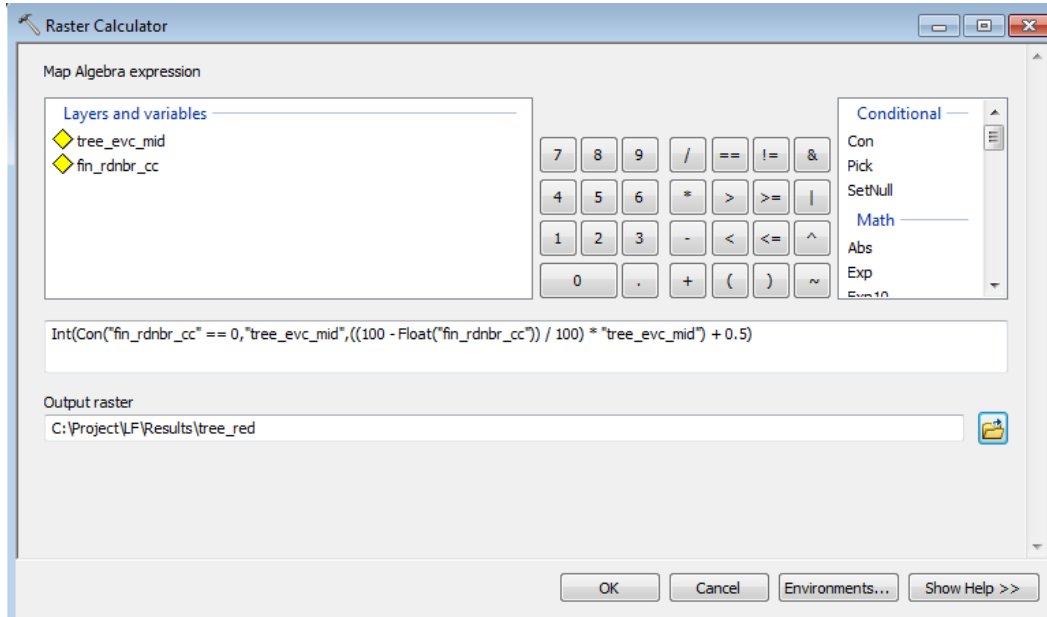 Raster Calculator
Map Algebra expression
Layers and variables
tree_evc_mid
fin_rdnbr_cc
7 8 9 / == != &
4 5 6 * > >= |
1 2 3 - < <= ^
0 . + ( ) ~
Conditional
Con
Pick
SetNull
Math
Abs
Exp
Exp10
Int(Con("fin_rdnbr_cc" == 0,"tree_evc_mid",((100 - Float("fin_rdnbr_cc")) / 100) * "tree_evc_mid") + 0.5)
Output raster
C:\Project\LF\Results\tree_red
OK Cancel Environments... Show Help >>